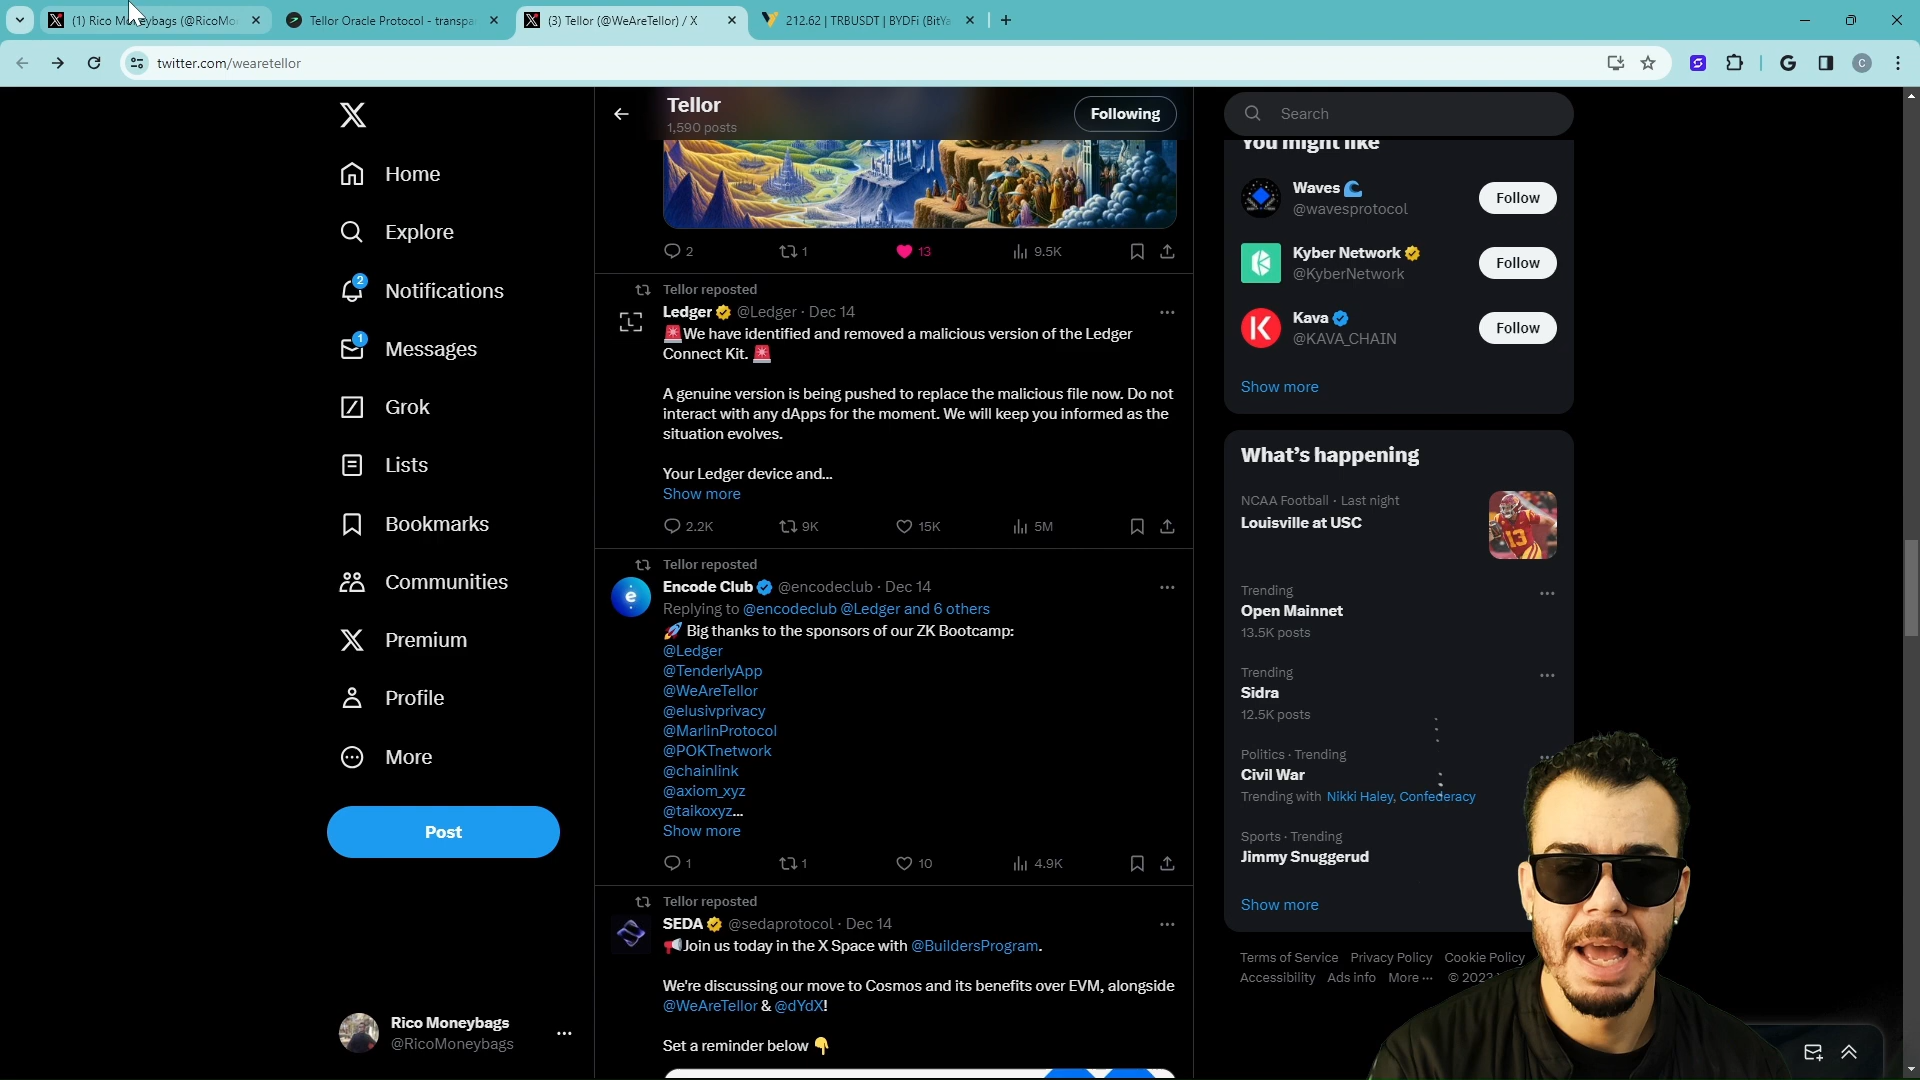 (1) Rico Moneybags (@RicoMo
Tellor Oracle Protocol - transpa
(3) Tellor (@WeAreTellor) / X
212.62 | TRBUSDT | BYDFi (BitYa
twitter.com/wearetellor
C
Home
Explore
2
Notifications
1
Messages
Grok
Lists
Bookmarks
Communities
Premium
Profile
More
Post
Rico Moneybags
@RicoMoneybags
Tellor
1,590 posts
Following
2
1
13
9.5K
Tellor reposted
Ledger @Ledger · Dec 14
🚨We have identified and removed a malicious version of the Ledger
Connect Kit. 🚨
A genuine version is being pushed to replace the malicious file now. Do not
interact with any dApps for the moment. We will keep you informed as the
situation evolves.
Your Ledger device and...
Show more
2.2K
9K
15K
5M
Tellor reposted
Encode Club @encodeclub · Dec 14
Replying to @encodeclub @Ledger and 6 others
🚀 Big thanks to the sponsors of our ZK Bootcamp:
@Ledger
@TenderlyApp
@WeAreTellor
@elusivprivacy
@MarlinProtocol
@POKTnetwork
@chainlink
@axiom_xyz
@taikoxyz...
Show more
1
1
10
4.9K
Tellor reposted
SEDA @sedaprotocol · Dec 14
📢Join us today in the X Space with @BuildersProgram.
We're discussing our move to Cosmos and its benefits over EVM, alongside
@WeAreTellor & @dYdX!
Set a reminder below 👇
Search
You might like
Waves 🌊
@wavesprotocol
Follow
Kyber Network
@KyberNetwork
Follow
Kava
@KAVA_CHAIN
Follow
Show more
What's happening
NCAA Football · Last night
Louisville at USC
Trending
Open Mainnet
13.5K posts
Trending
Sidra
12.5K posts
Politics · Trending
Civil War
Trending with Nikki Haley, Confederacy
Sports · Trending
Jimmy Snuggerud
Show more
Terms of Service Privacy Policy Cookie Policy
Accessibility Ads info More ··· © 2023